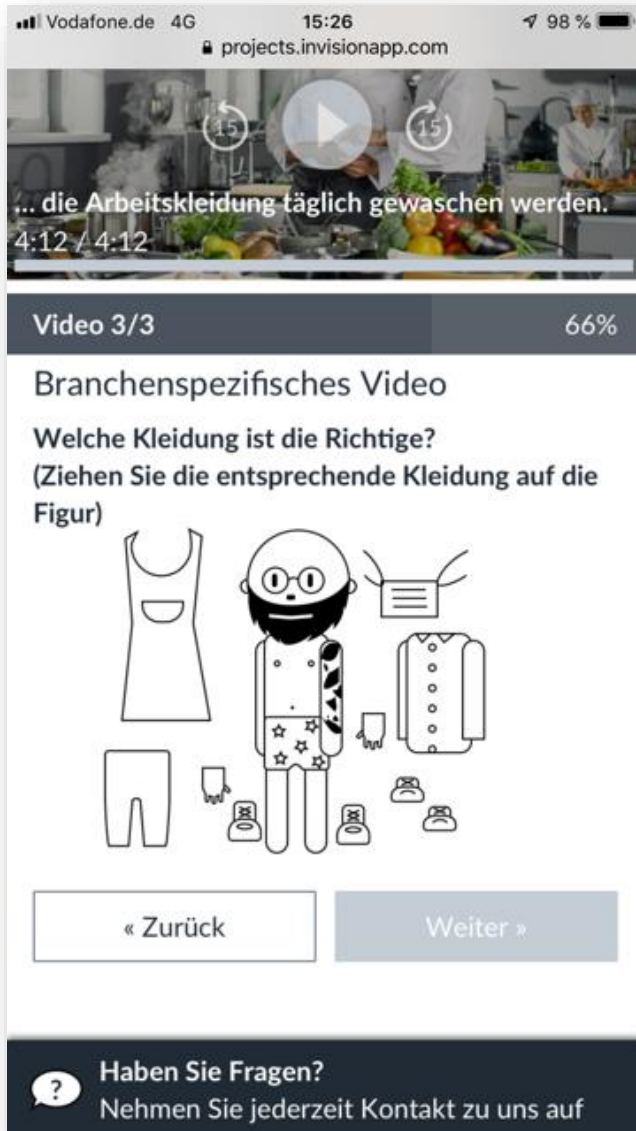 Vodafone.de 4G 15:26 98 %
projects.invisionapp.com
15 15
... die Arbeitskleidung täglich gewaschen werden.
4:12 / 4:12
Video 3/3 66%
Branchenspezifisches Video
Welche Kleidung ist die Richtige?
(Ziehen Sie die entsprechende Kleidung auf die
Figur)
« Zurück Weiter »
?
Haben Sie Fragen?
Nehmen Sie jederzeit Kontakt zu uns auf